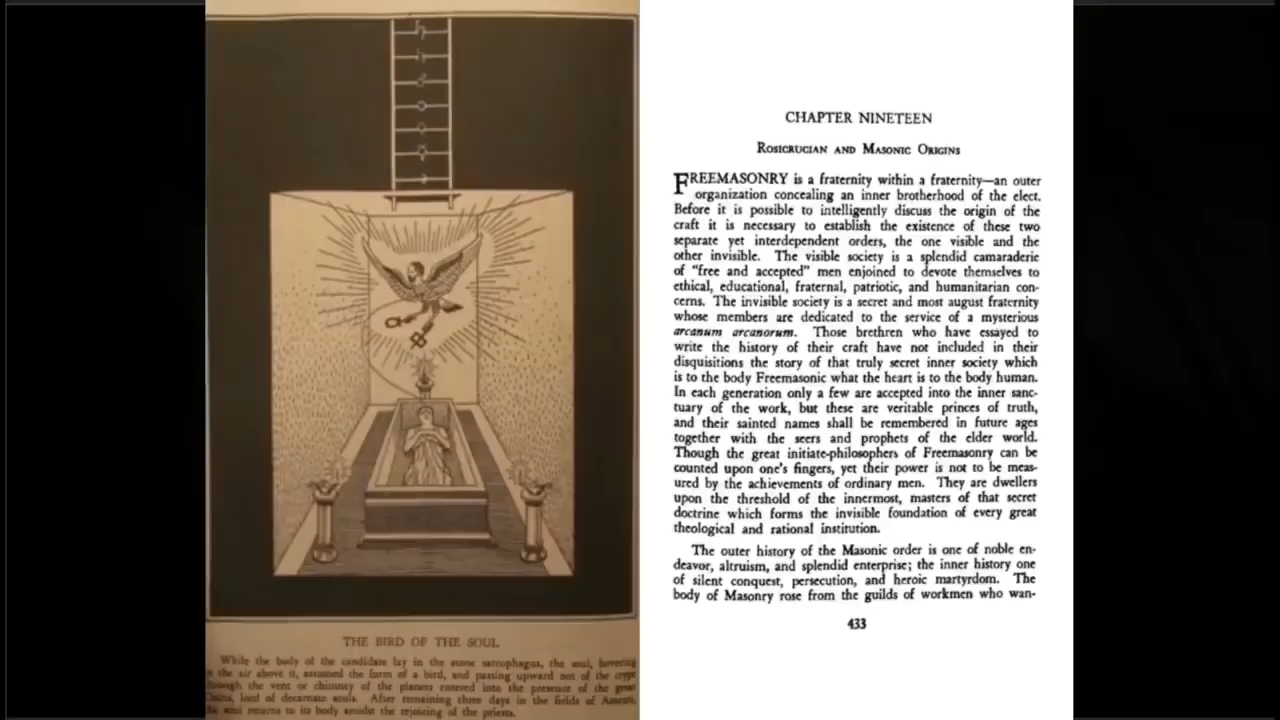 THE BIRD OF THE SOUL
While the body of the candidate lay in the stone sarcophagus, the soul, hovering
in the air above it, assumed the form of a bird, and passing upward out of the crypt
through the vent or chimney of the planets entered into the presence of the great
Osiris, lord of decarnate souls. After remaining three days in the fields of Amenti,
the soul returns to its body amidst the rejoicing of the priests.
CHAPTER NINETEEN
ROSICRUCIAN AND MASONIC ORIGINS
FREEMASONRY is a fraternity within a fraternity—an outer
organization concealing an inner brotherhood of the elect.
Before it is possible to intelligently discuss the origin of the
craft it is necessary to establish the existence of these two
separate yet interdependent orders, the one visible and the
other invisible. The visible society is a splendid camaraderie
of "free and accepted" men enjoined to devote themselves to
ethical, educational, fraternal, patriotic, and humanitarian con-
cerns. The invisible society is a secret and most august fraternity
whose members are dedicated to the service of a mysterious
arcanum arcanorum. Those brethren who have essayed to
write the history of their craft have not included in their
disquisitions the story of that truly secret inner society which
is to the body Freemasonic what the heart is to the body human.
In each generation only a few are accepted into the inner sanc-
tuary of the work, but these are veritable princes of truth,
and their sainted names shall be remembered in future ages
together with the seers and prophets of the elder world.
Though the great initiate-philosophers of Freemasonry can be
counted upon one's fingers, yet their power is not to be meas-
ured by the achievements of ordinary men. They are dwellers
upon the threshold of the innermost, masters of that secret
doctrine which forms the invisible foundation of every great
theological and rational institution.
The outer history of the Masonic order is one of noble en-
deavor, altruism, and splendid enterprise; the inner history one
of silent conquest, persecution, and heroic martyrdom. The
body of Masonry rose from the guilds of workmen who wan-
433